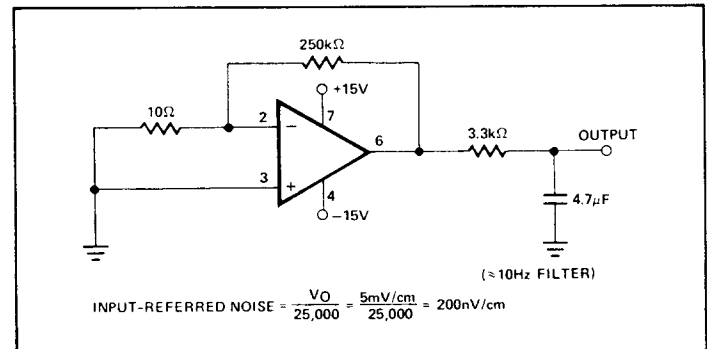 250kΩ
+15V
10Ω
2
−
7
6
3.3kΩ
OUTPUT
3
+
4
−15V
4.7μF
(≈10Hz FILTER)
INPUT-REFERRED NOISE = VO / 25,000 = 5mV/cm / 25,000 = 200nV/cm